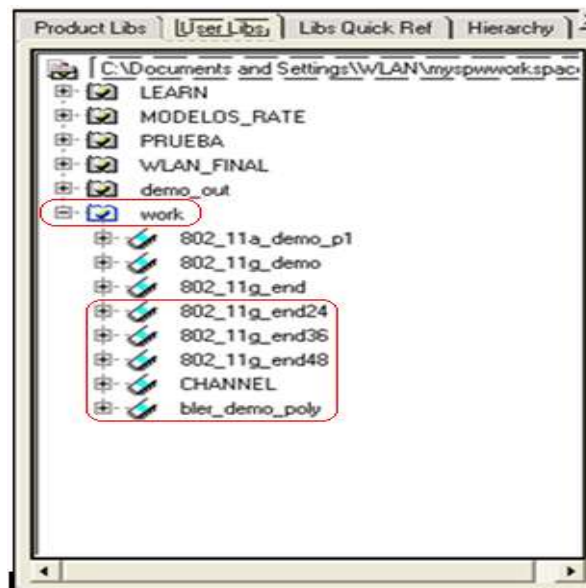 Product Libs User Libs Libs Quick Ref Hierarchy
C:\Documents and Settings\WLAN\myspwworkspac
LEARN
MODELOS_RATE
PRUEBA
WLAN_FINAL
demo_out
work
802_11a_demo_p1
802_11g_demo
802_11g_end
802_11g_end24
802_11g_end36
802_11g_end48
CHANNEL
bler_demo_poly